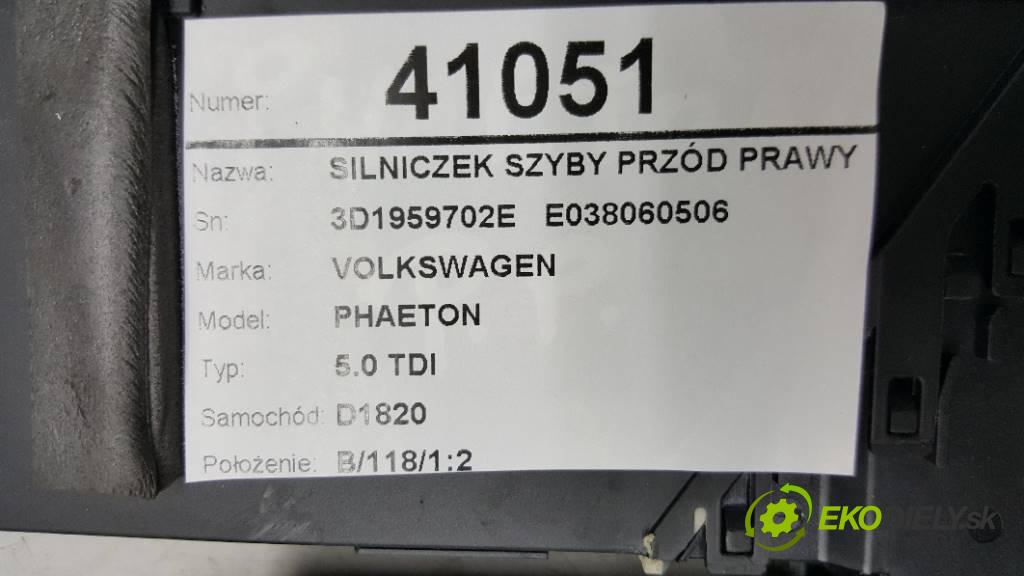 Numer: 41051
Nazwa: SILNICZEK SZYBY PRZÓD PRAWY
Sn: 3D1959702E E038060506
Marka: VOLKSWAGEN
Model: PHAETON
Typ: 5.0 TDI
Samochód: D1820
Położenie: B/118/1:2
EKODIELY.sk